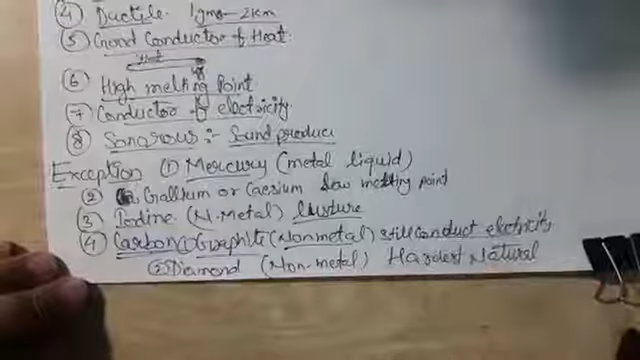 ④ Ductile. 1gm - 2km
⑤ Good Conductor of Heat
Heat
⑥ High melting Point
⑦ Conductor of electricity
⑧ Sonorous :- Sound produce
Exception ① Mercury (metal liquid)
② Gallium or Caesium low melting point
③ Iodine (N.Metal) lusture
④ Carbon ① Graphite (Nonmetal) still conduct electricity
② Diamond (Non-metal) Hardest Natural